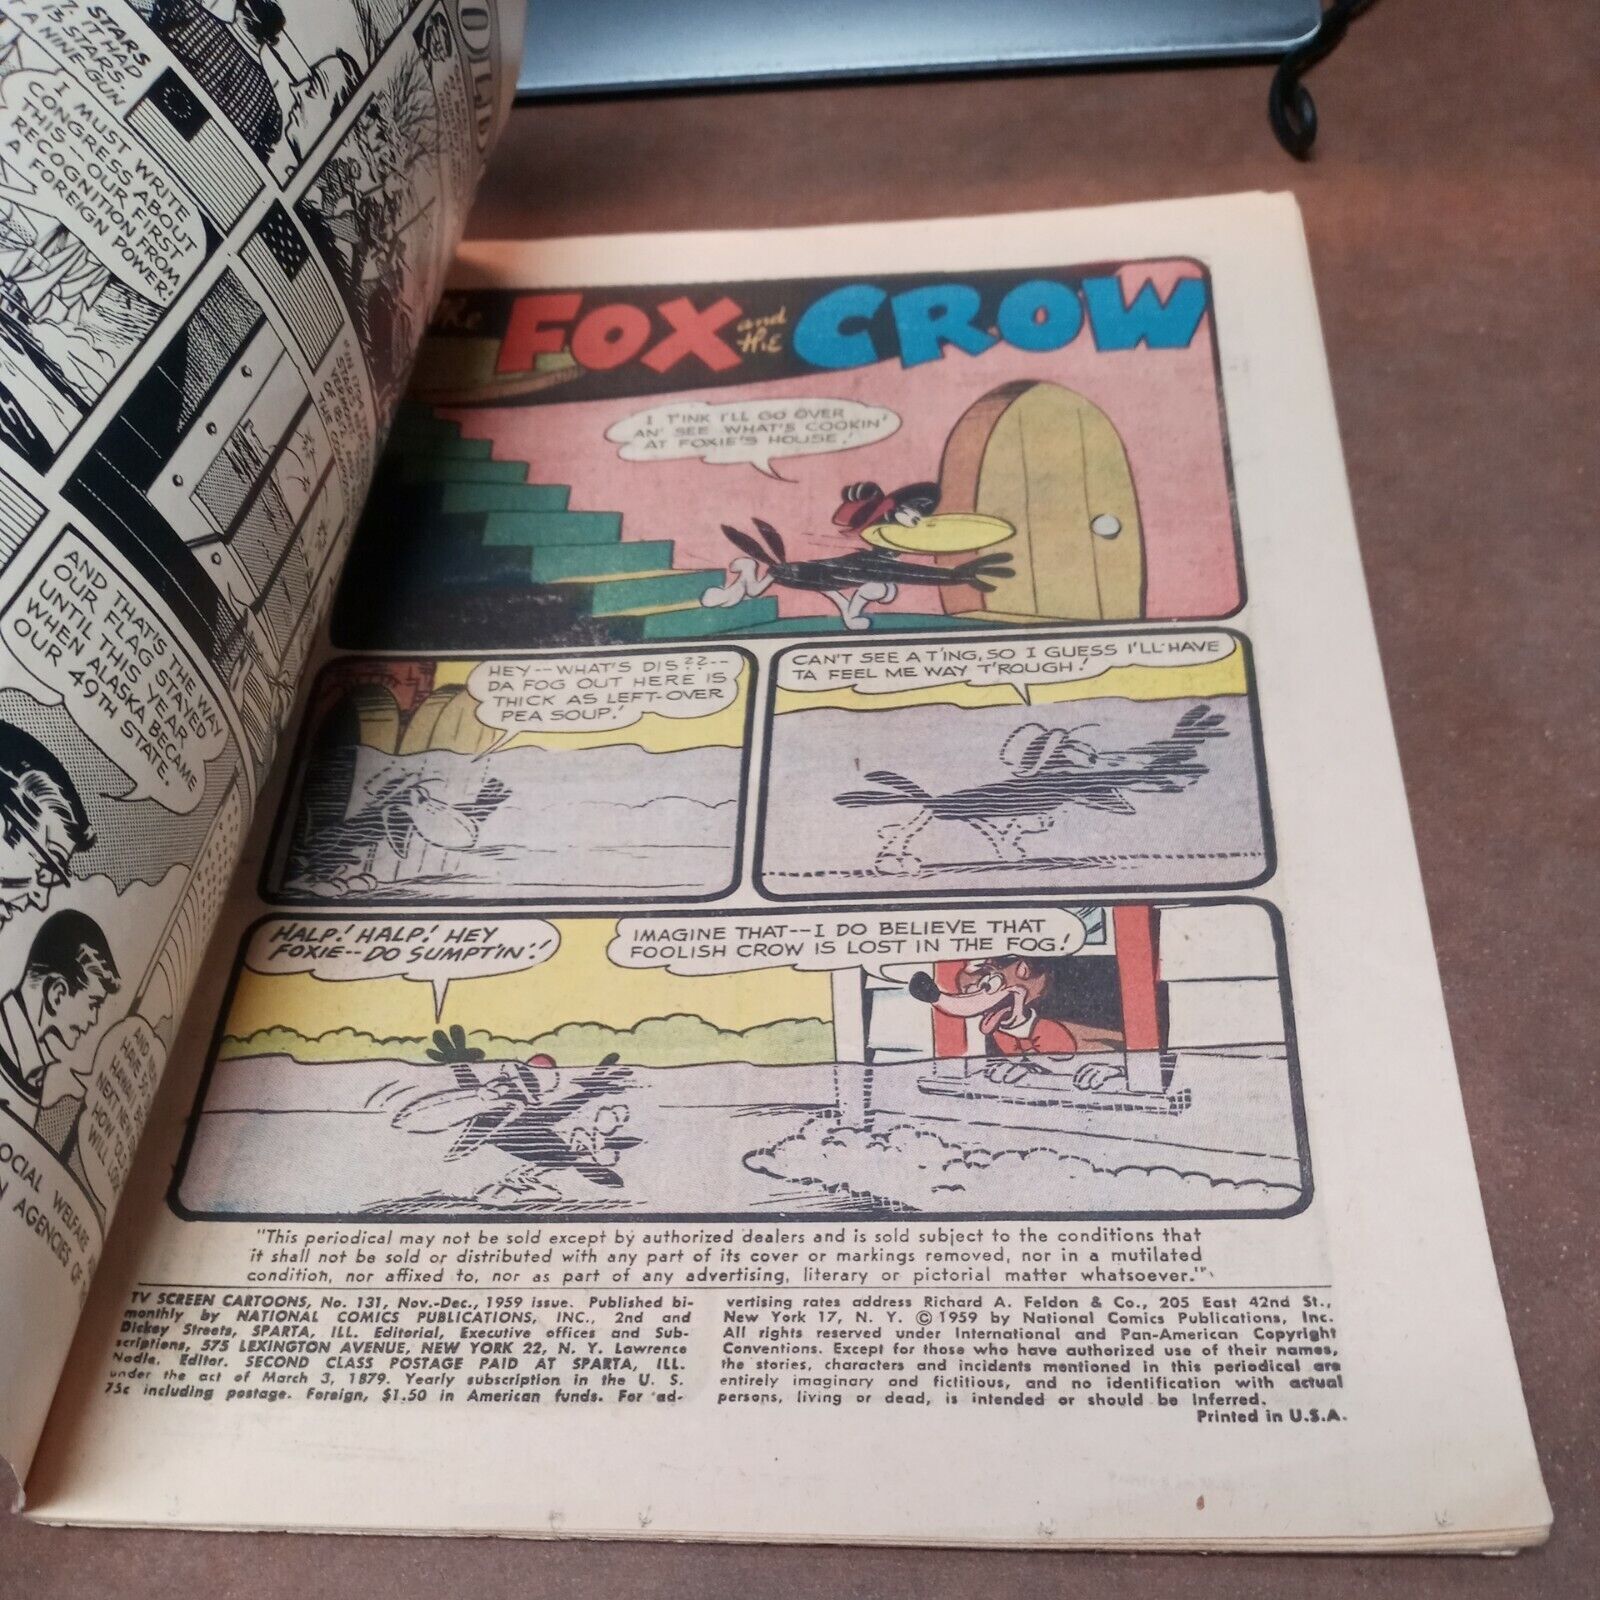 STARS
7. IT HAD
13 STARS.
A NINE-GUN
I MUST WRITE
CONGRESS ABOUT
THIS — OUR FIRST
RECOGNITION FROM
A FOREIGN POWER!
AND THAT'S THE WAY
OUR FLAG STAYED
UNTIL THIS YEAR
WHEN ALASKA BECAME
OUR 49TH STATE.
SOCIAL WELFARE
AGENCIES OF
The FOX and the CROW
I T'INK I'LL GO OVER
AN' SEE WHAT'S COOKIN'
AT FOXIE'S HOUSE!
HEY--WHAT'S DIS??--
DA FOG OUT HERE IS
THICK AS LEFT-OVER
PEA SOUP!
CAN'T SEE A T'ING, SO I GUESS I'LL HAVE
TA FEEL ME WAY T'ROUGH!
HALP! HALP! HEY
FOXIE--DO SUMPTIN'!
IMAGINE THAT--I DO BELIEVE THAT
FOOLISH CROW IS LOST IN THE FOG!
"This periodical may not be sold except by authorized dealers and is sold subject to the conditions that
it shall not be sold or distributed with any part of its cover or markings removed, nor in a mutilated
condition, nor affixed to, nor as part of any advertising, literary or pictorial matter whatsoever."
TV SCREEN CARTOONS, No. 131, Nov.-Dec., 1959 issue. Published bi-
monthly by NATIONAL COMICS PUBLICATIONS, INC., 2nd and
Dickey Streets, SPARTA, ILL. Editorial, Executive offices and Sub-
scriptions, 575 LEXINGTON AVENUE, NEW YORK 22, N. Y. Lawrence
Nadle, Editor. SECOND CLASS POSTAGE PAID AT SPARTA, ILL.
under the act of March 3, 1879. Yearly subscription in the U. S.
75c including postage. Foreign, $1.50 in American funds. For ad-
vertising rates address Richard A. Feldon & Co., 205 East 42nd St.,
New York 17, N. Y. © 1959 by National Comics Publications, Inc.
All rights reserved under International and Pan-American Copyright
Conventions. Except for those who have authorized use of their names,
the stories, characters and incidents mentioned in this periodical are
entirely imaginary and fictitious, and no identification with actual
persons, living or dead, is intended or should be inferred.
Printed in U.S.A.